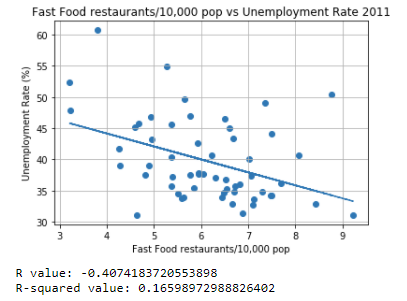 Fast Food restaurants/10,000 pop vs Unemployment Rate 2011
60
55
50
45
40
35
30
Unemployment Rate (%)
3 4 5 6 7 8 9
Fast Food restaurants/10,000 pop
R value: -0.4074183720553898
R-squared value: 0.16598972988826402